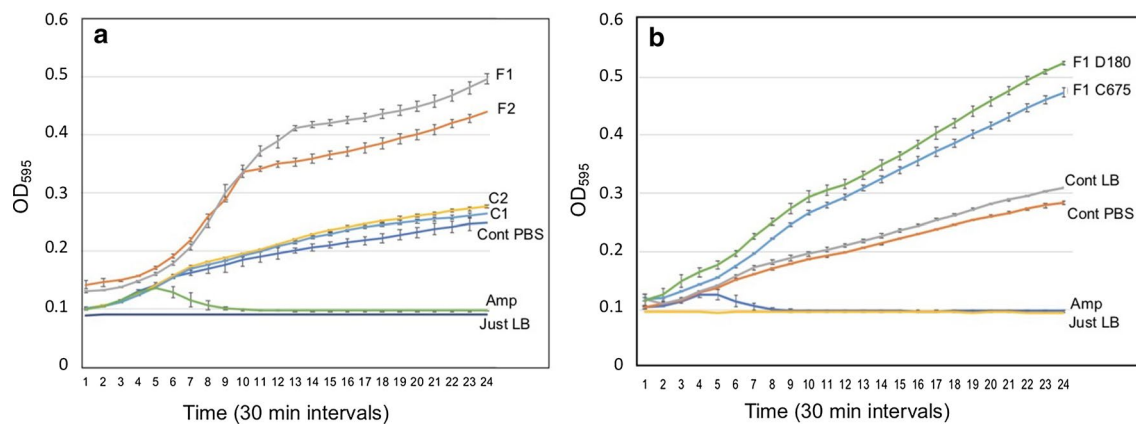 a
0.6
0.5
0.4
0.3
0.2
0.1
0
OD595
F1
F2
C2
C1
Cont PBS
Amp
Just LB
1 2 3 4 5 6 7 8 9 10 11 12 13 14 15 16 17 18 19 20 21 22 23 24
Time (30 min intervals)
b
0.6
0.5
0.4
0.3
0.2
0.1
0
OD595
F1 D180
F1 C675
Cont LB
Cont PBS
Amp
Just LB
1 2 3 4 5 6 7 8 9 10 11 12 13 14 15 16 17 18 19 20 21 22 23 24
Time (30 min intervals)